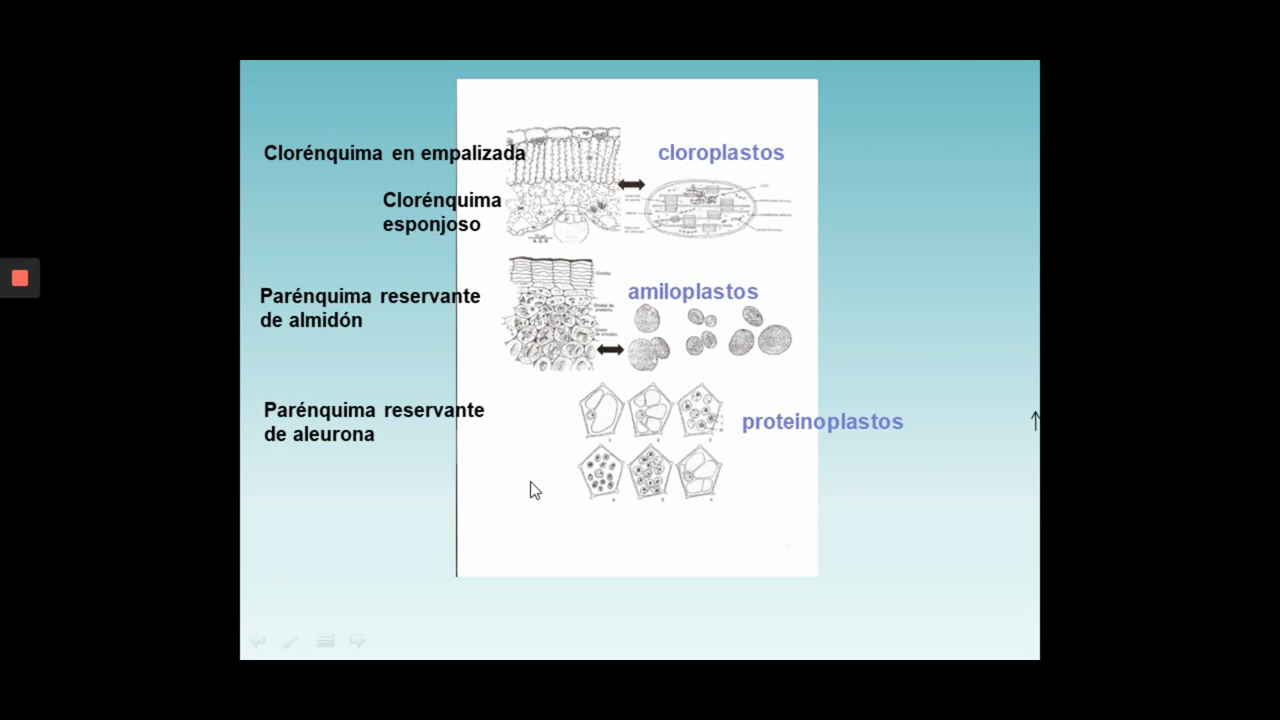 Clorénquima en empalizada
cloroplastos
Clorénquima
esponjoso
Parénquima reservante
de almidón
amiloplastos
Parénquima reservante
de aleurona
proteinoplastos